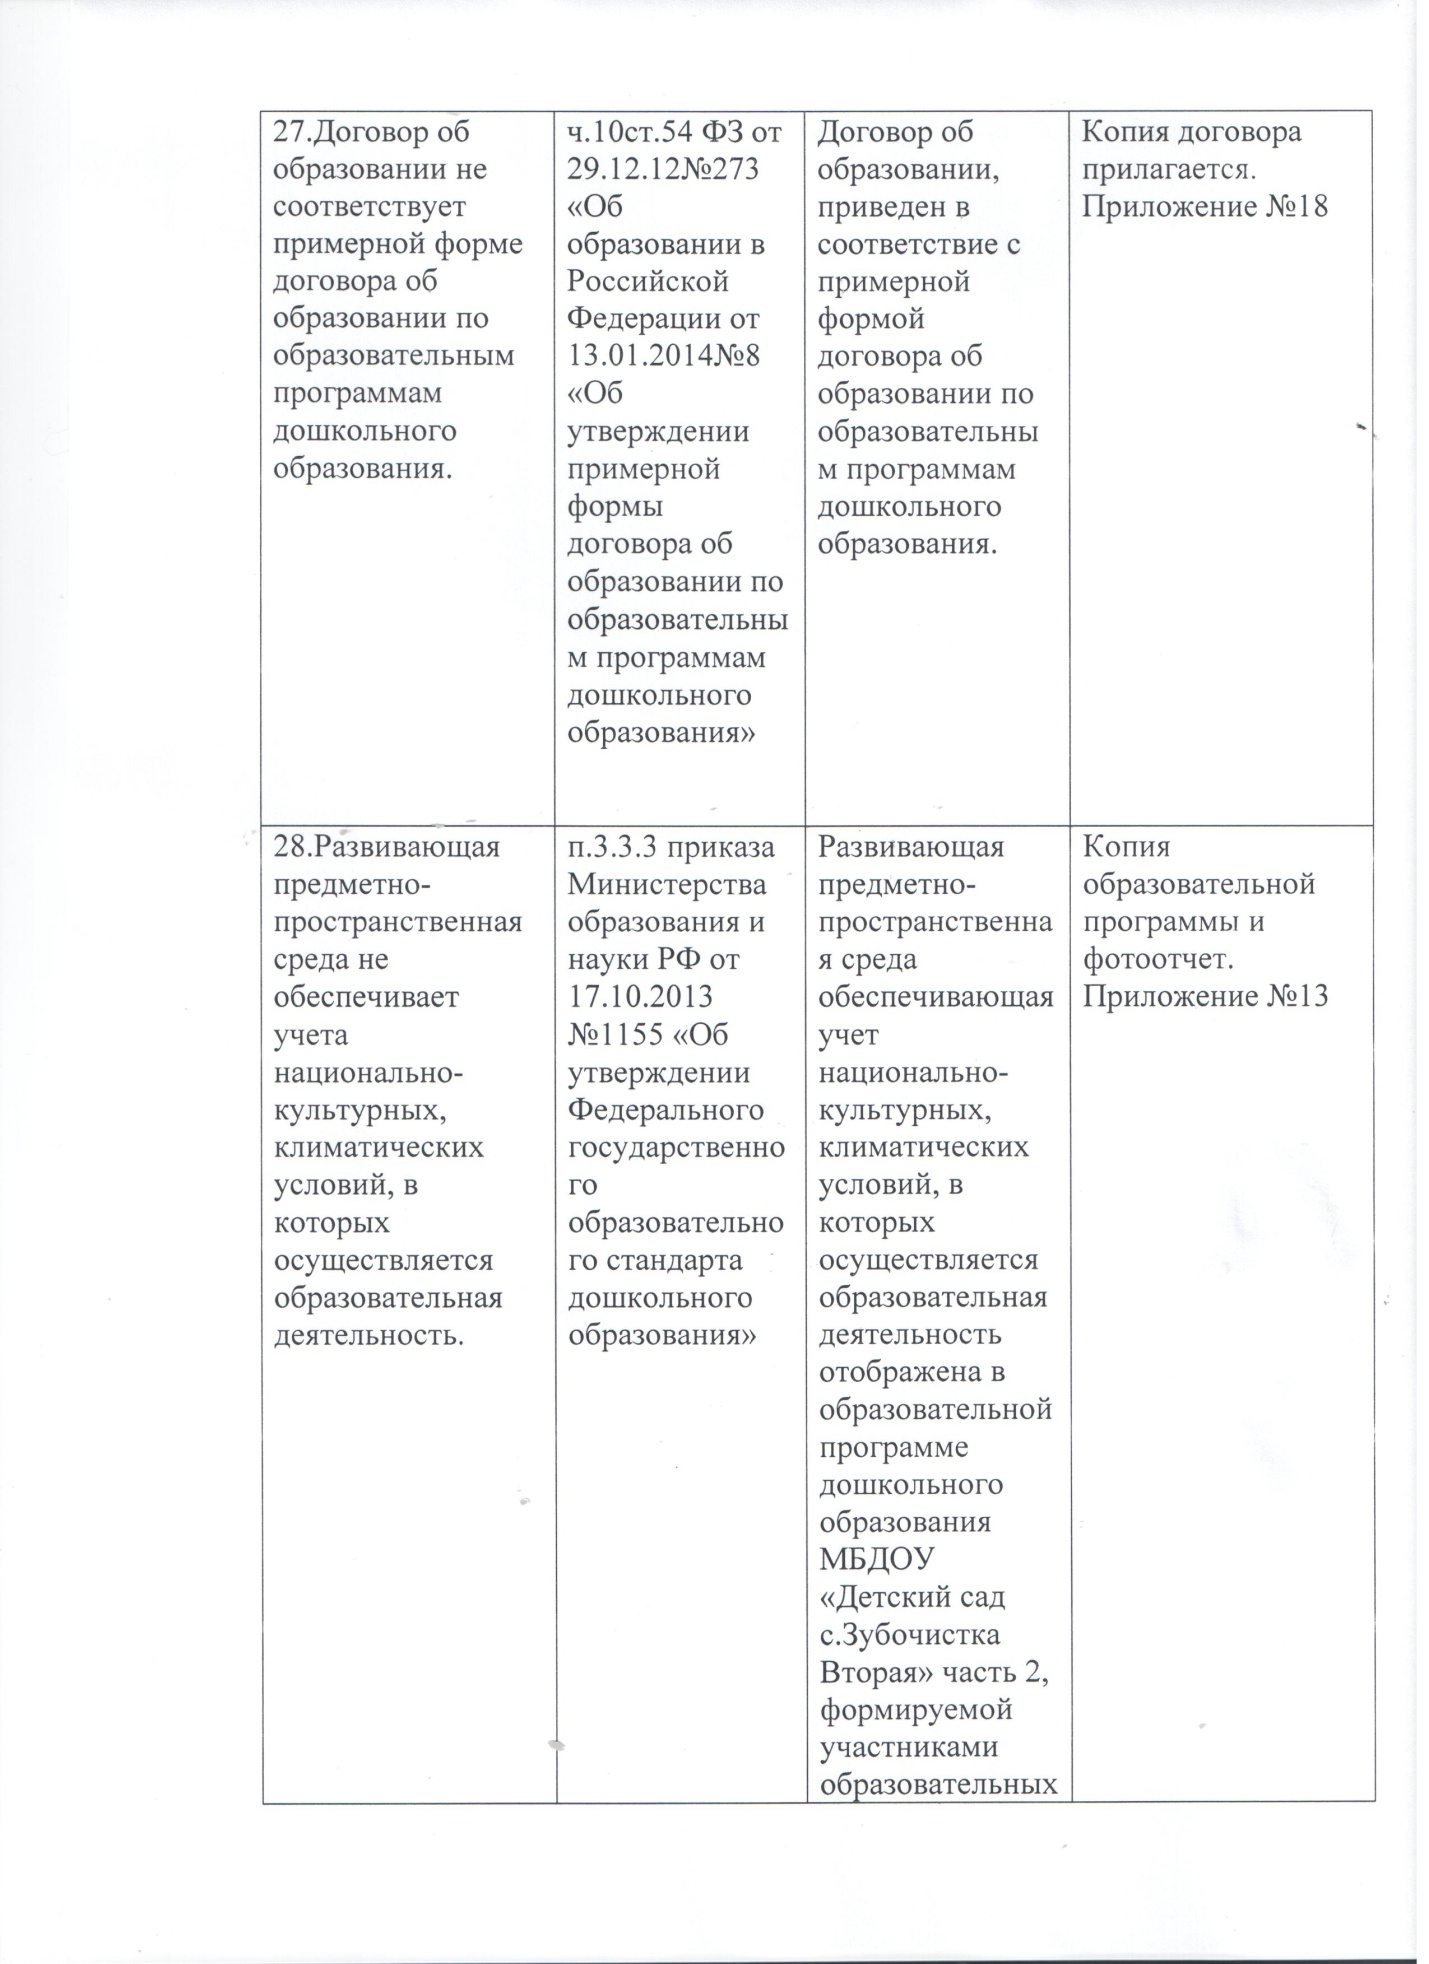 27.Договор об
образовании не
соответствует
примерной форме
договора об
образовании по
образовательным
программам
дошкольного
образования.
ч.10ст.54 ФЗ от
29.12.12№273
«Об
образовании в
Российской
Федерации от
13.01.2014№8
«Об
утверждении
примерной
формы
договора об
образовании по
образовательны
м программам
дошкольного
образования»
Договор об
образовании,
приведен в
соответствие с
примерной
формой
договора об
образовании по
образовательны
м программам
дошкольного
образования.
Копия договора
прилагается.
Приложение №18
28.Развивающая
предметно-
пространственная
среда не
обеспечивает
учета
национально-
культурных,
климатических
условий, в
которых
осуществляется
образовательная
деятельность.
п.3.3.3 приказа
Министерства
образования и
науки РФ от
17.10.2013
№1155 «Об
утверждении
Федерального
государственно
го
образовательно
го стандарта
дошкольного
образования»
Развивающая
предметно-
пространственна
я среда
обеспечивающая
учет
национально-
культурных,
климатических
условий, в
которых
осуществляется
образовательная
деятельность
отображена в
образовательной
программе
дошкольного
образования
МБДОУ
«Детский сад
с.Зубочистка
Вторая» часть 2,
формируемой
участниками
образовательных
Копия
образовательной
программы и
фотоотчет.
Приложение №13